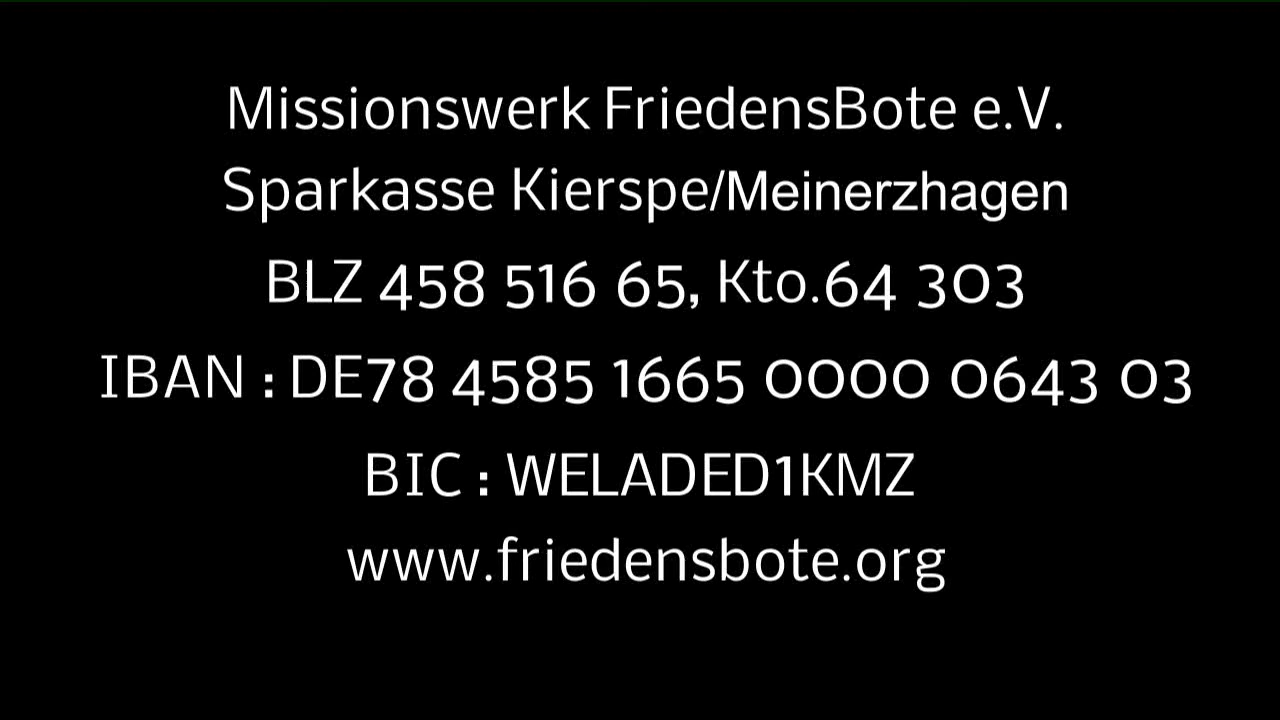 Missionswerk FriedensBote e.V.
Sparkasse Kierspe/Meinerzhagen
BLZ 458 516 65, Kto.64 303
IBAN : DE78 4585 1665 0000 0643 03
BIC : WELADED1KMZ
www.friedensbote.org